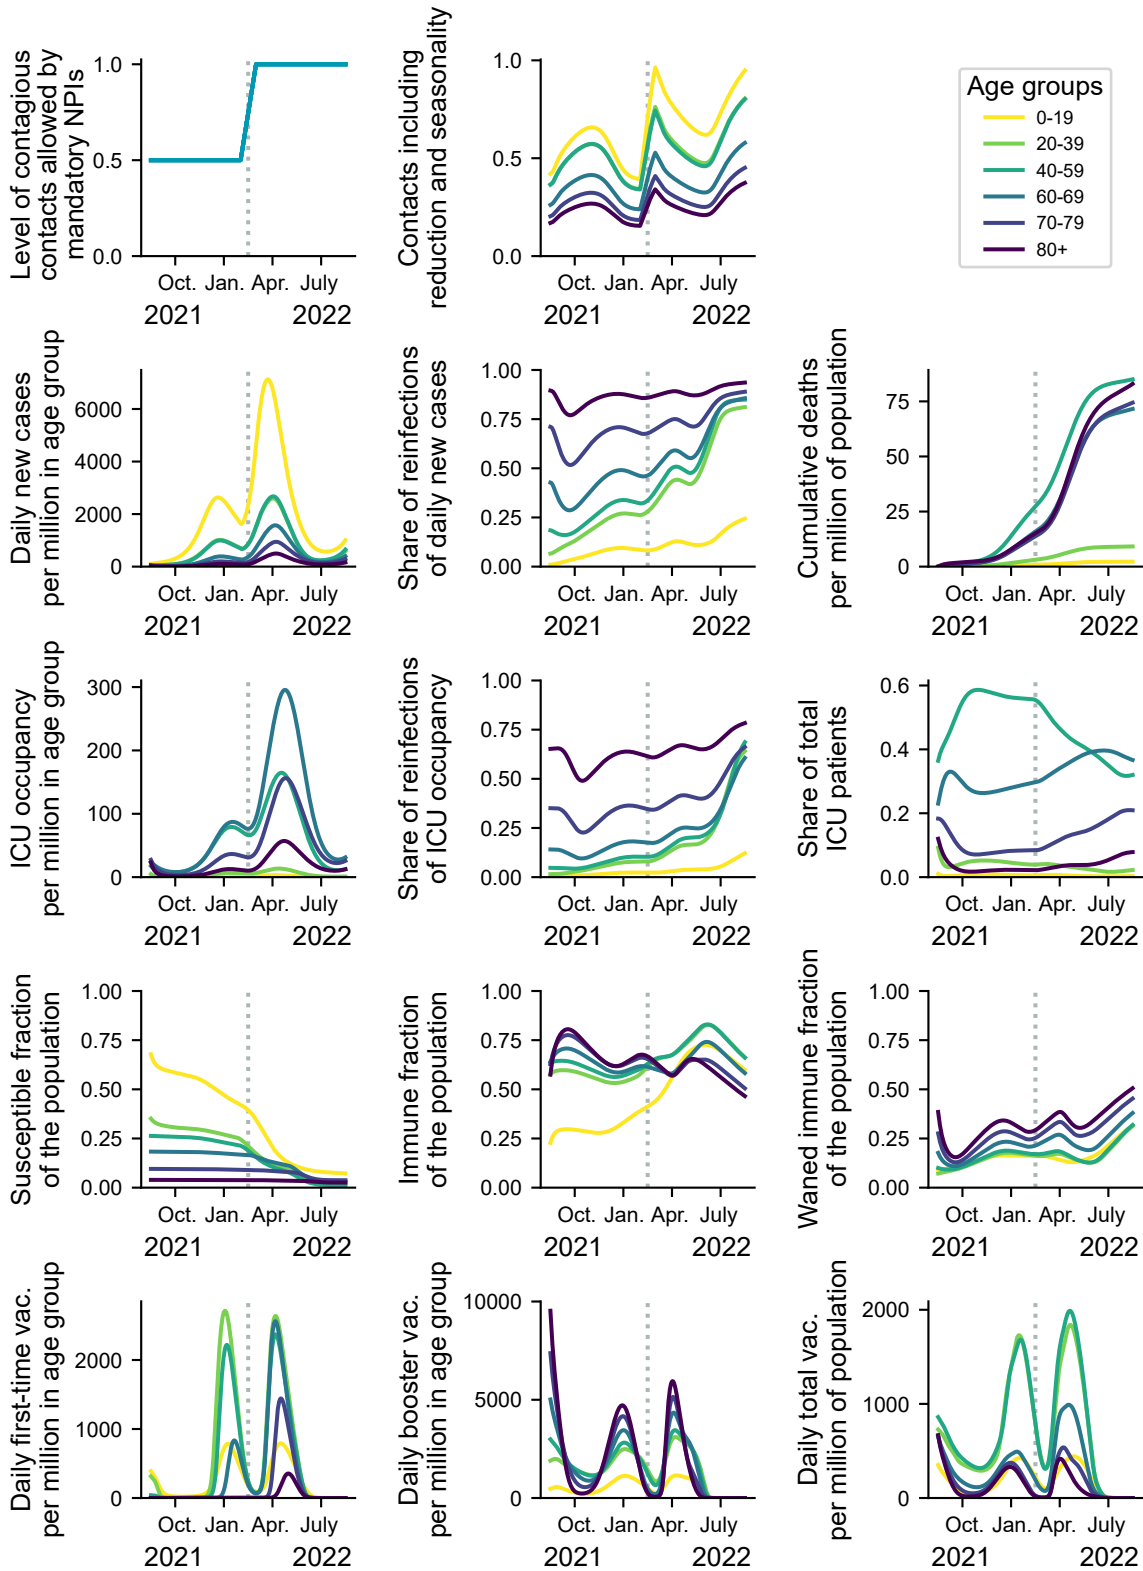 Level of contagious
contacts allowed by
mandatory NPIs
1.0
0.5
0.0
Oct. Jan. Apr. July
2021 2022
Contacts including
reduction and seasonality
1.0
0.5
0.0
Oct. Jan. Apr. July
2021 2022
Age groups
0-19
20-39
40-59
60-69
70-79
80+
Daily new cases
per million in age group
6000
4000
2000
0
Oct. Jan. Apr. July
2021 2022
Share of reinfections
of daily new cases
1.00
0.75
0.50
0.25
0.00
Oct. Jan. Apr. July
2021 2022
Cumulative deaths
per million of population
75
50
25
0
Oct. Jan. Apr. July
2021 2022
ICU occupancy
per million in age group
300
200
100
0
Oct. Jan. Apr. July
2021 2022
Share of reinfections
of ICU occupancy
1.00
0.75
0.50
0.25
0.00
Oct. Jan. Apr. July
2021 2022
Share of total
ICU patients
0.6
0.4
0.2
0.0
Oct. Jan. Apr. July
2021 2022
Susceptible fraction
of the population
1.00
0.75
0.50
0.25
0.00
Oct. Jan. Apr. July
2021 2022
Immune fraction
of the population
1.00
0.75
0.50
0.25
0.00
Oct. Jan. Apr. July
2021 2022
Waned immune fraction
of the population
1.00
0.75
0.50
0.25
0.00
Oct. Jan. Apr. July
2021 2022
Daily first-time vac.
per million in age group
2000
1000
0
Oct. Jan. Apr. July
2021 2022
Daily booster vac.
per million in age group
10000
5000
0
Oct. Jan. Apr. July
2021 2022
Daily total vac.
per million of population
2000
1000
0
Oct. Jan. Apr. July
2021 2022